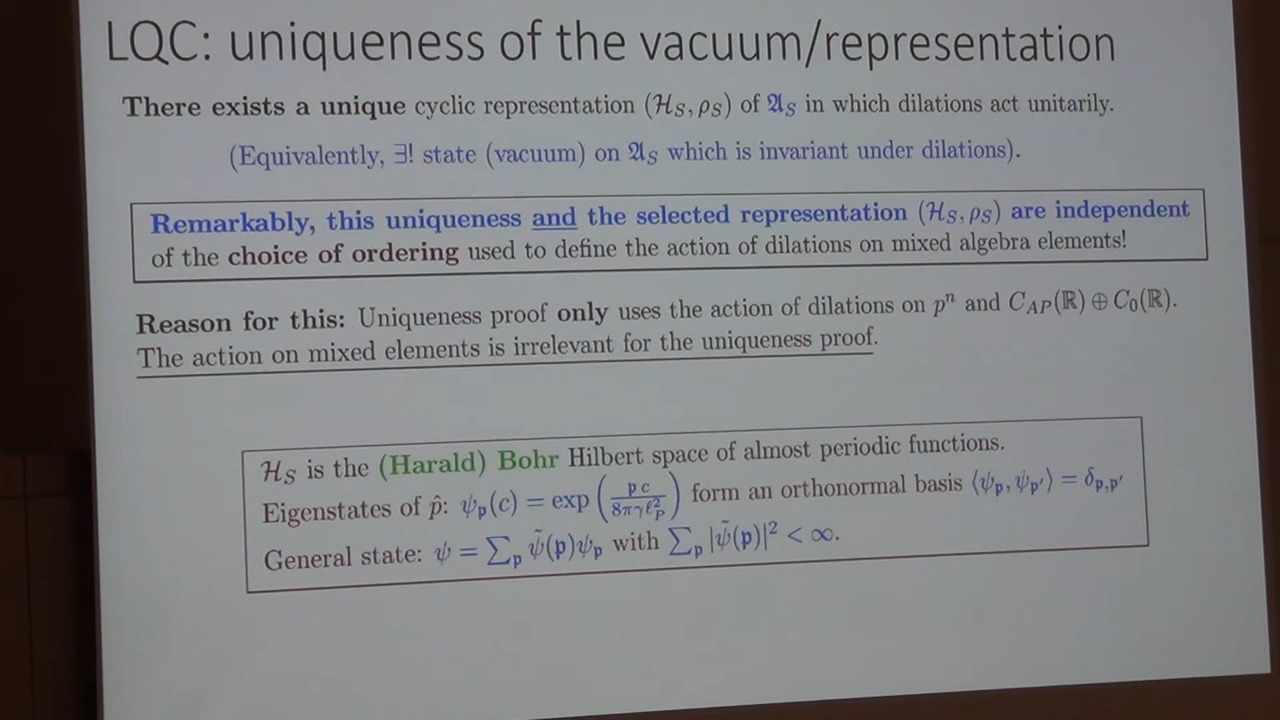 LQC: uniqueness of the vacuum/representation
There exists a unique cyclic representation (ℋ_S, ρ_S) of 𝔄_S in which dilations act unitarily.
(Equivalently, ∃! state (vacuum) on 𝔄_S which is invariant under dilations).
Remarkably, this uniqueness and the selected representation (ℋ_S, ρ_S) are independent
of the choice of ordering used to define the action of dilations on mixed algebra elements!
Reason for this: Uniqueness proof only uses the action of dilations on p^n and C_AP(ℝ) ⊕ C_0(ℝ).
The action on mixed elements is irrelevant for the uniqueness proof.
ℋ_S is the (Harald) Bohr Hilbert space of almost periodic functions.
Eigenstates of p̂: ψ_𝐩(c) = exp(𝐩c/8πγℓ_P^2) form an orthonormal basis ⟨ψ_𝐩, ψ_𝐩'⟩ = δ_𝐩,𝐩'
General state: ψ = ∑_𝐩 ψ̃(𝐩)ψ_𝐩 with ∑_𝐩 |ψ̃(𝐩)|^2 < ∞.